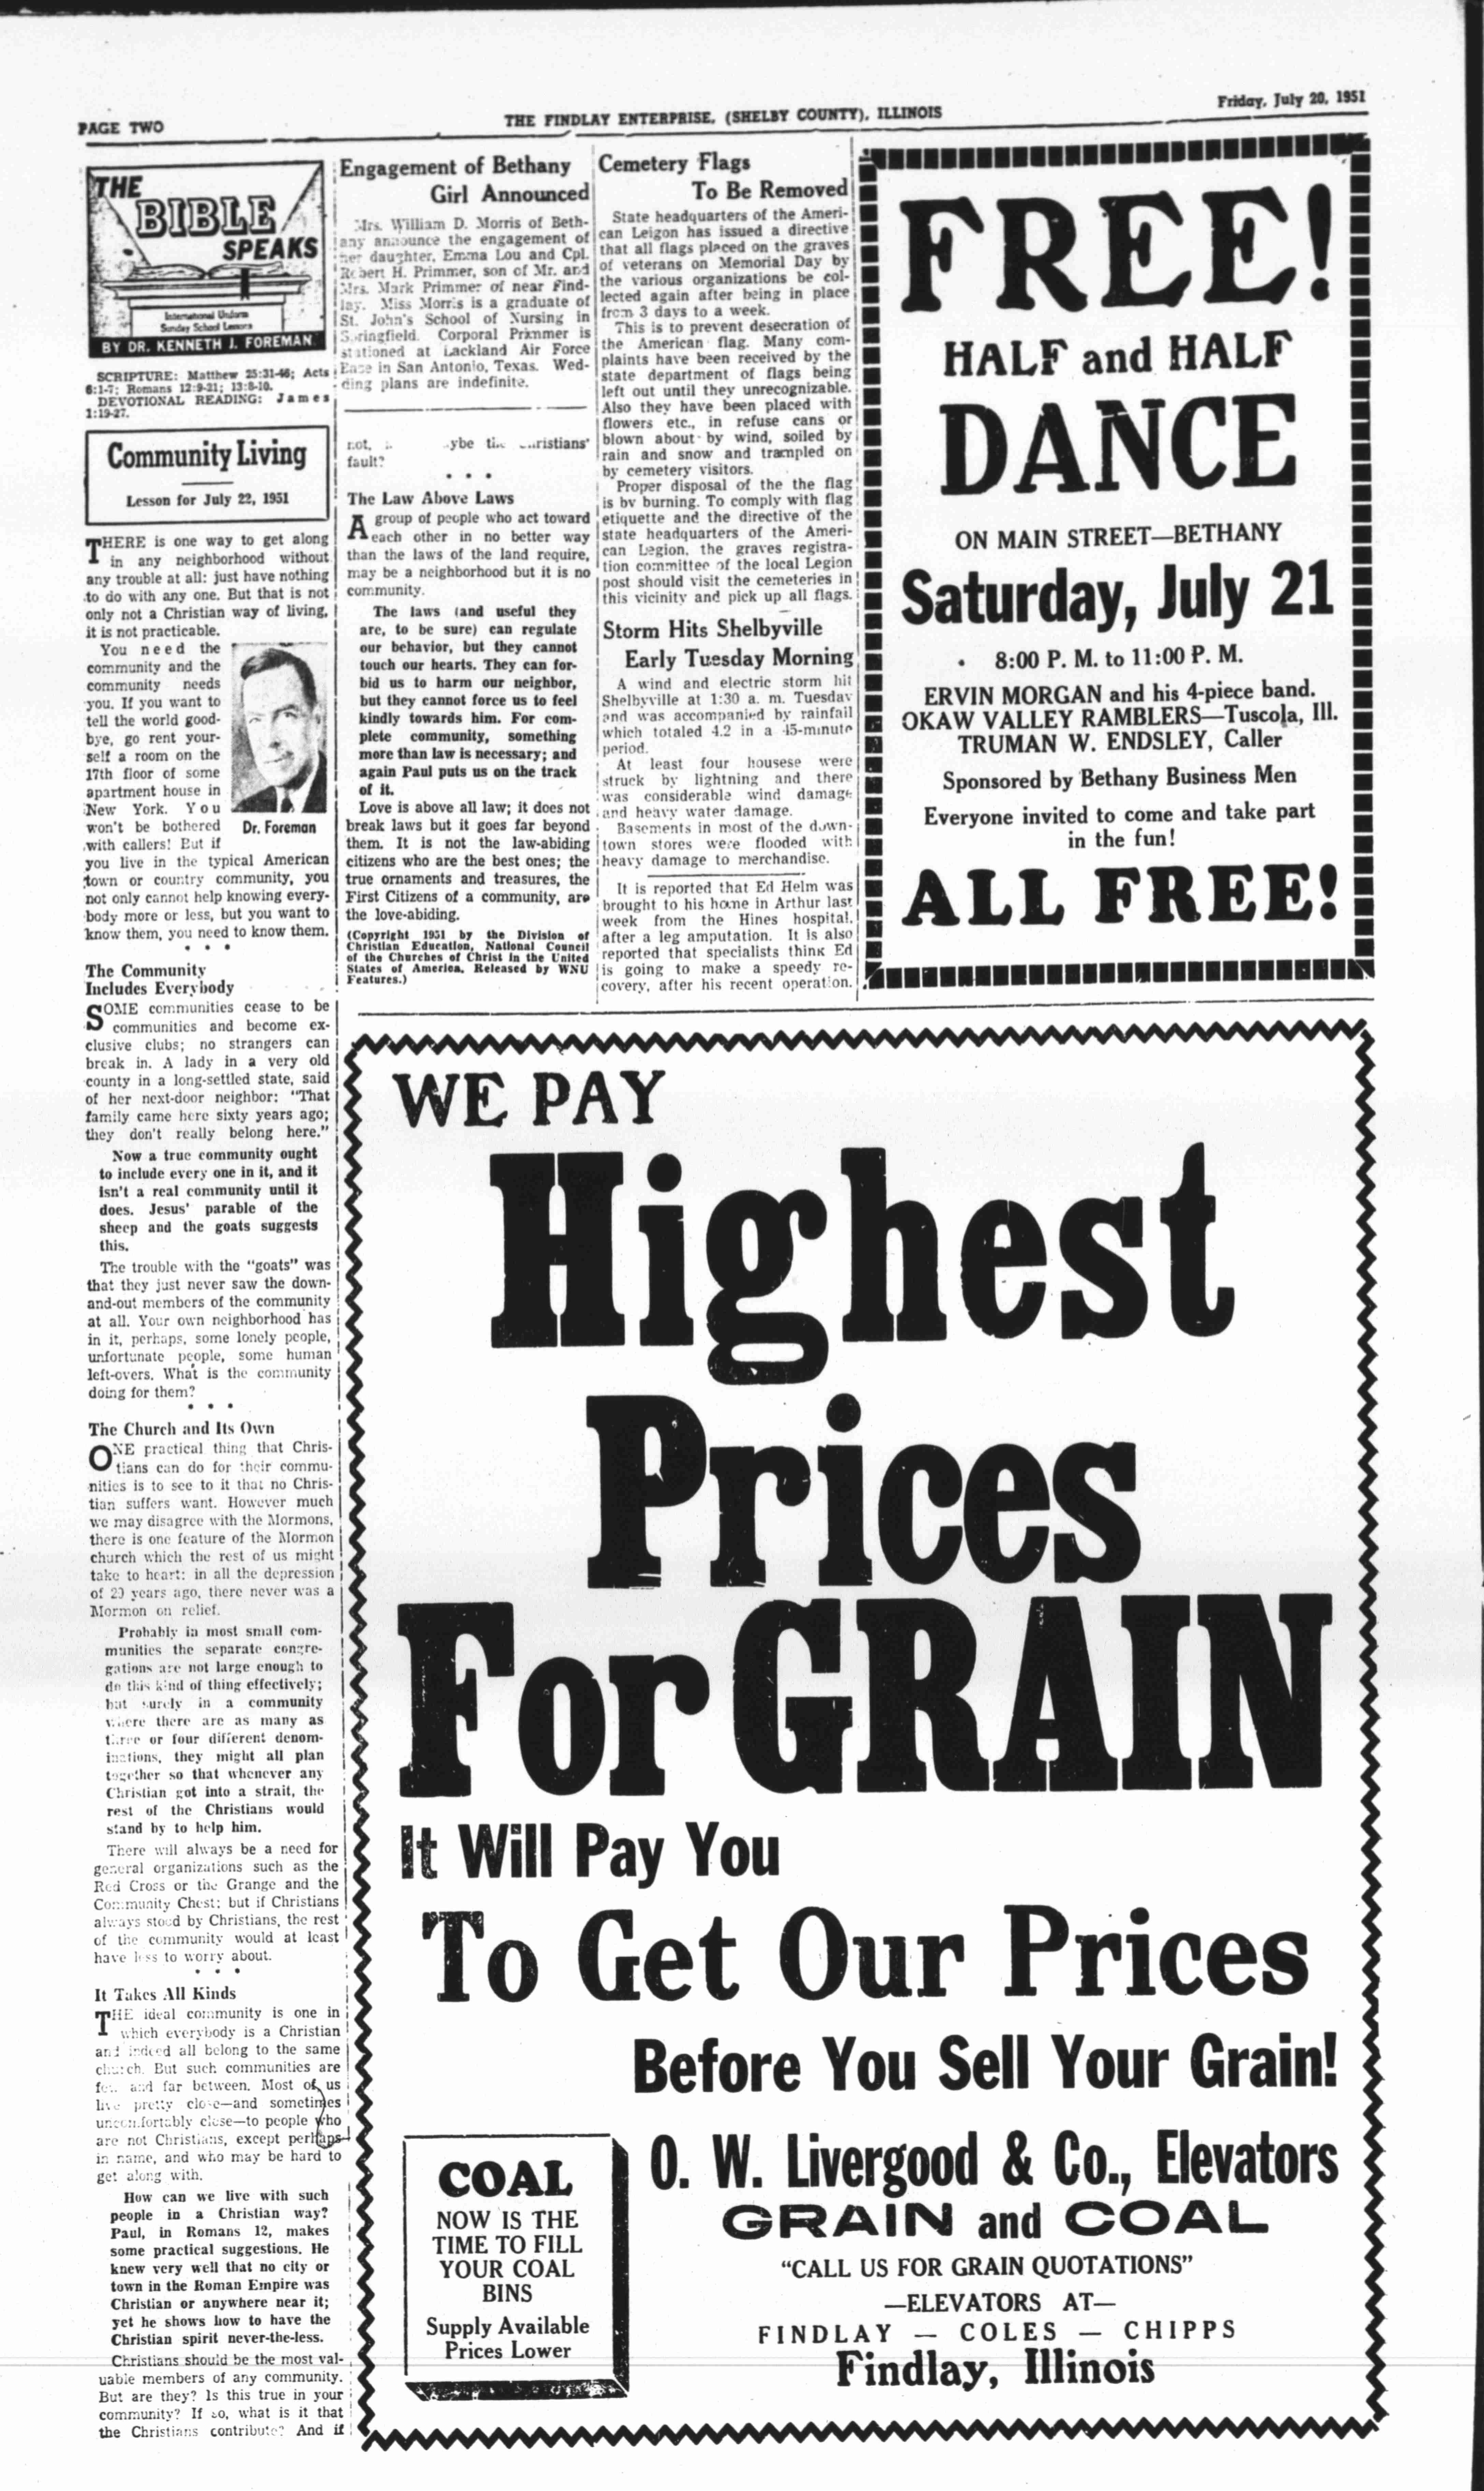 PAGE TWO
THE FINDLAY ENTERPRISE, (SHELBY COUNTY), ILLINOIS
Friday, July 20, 1951
THE
BIBLE
SPEAKS
International Uniform
Sunday School Lessons
BY DR. KENNETH J. FOREMAN
SCRIPTURE: Matthew 25:31-46; Acts
6:1-7; Romans 12:9-21; 13:8-10.
DEVOTIONAL READING: James
1:19-27.
Community Living
Lesson for July 22, 1951
THERE is one way to get along
in any neighborhood without
any trouble at all: just have nothing
to do with any one. But that is not
only not a Christian way of living,
it is not practicable.
You need the
community and the
community needs
you. If you want to
tell the world good-
bye, go rent your-
self a room on the
17th floor of some
apartment house in
New York. You
won't be bothered
with callers! But if
Dr. Foreman
you live in the typical American
town or country community, you
not only cannot help knowing every-
body more or less, but you want to
know them, you need to know them.
* * *
The Community
Includes Everybody
SOME communities cease to be
communities and become ex-
clusive clubs; no strangers can
break in. A lady in a very old
county in a long-settled state, said
of her next-door neighbor: "That
family came here sixty years ago;
they don't really belong here."
Now a true community ought
to include every one in it, and it
isn't a real community until it
does. Jesus' parable of the
sheep and the goats suggests
this.
The trouble with the "goats" was
that they just never saw the down-
and-out members of the community
at all. Your own neighborhood has
in it, perhaps, some lonely people,
unfortunate people, some human
left-overs. What is the community
doing for them?
* * *
The Church and Its Own
ONE practical thing that Chris-
tians can do for their commu-
nities is to see to it that no Chris-
tian suffers want. However much
we may disagree with the Mormons,
there is one feature of the Mormon
church which the rest of us might
take to heart: in all the depression
of 20 years ago, there never was a
Mormon on relief.
Probably in most small com-
munities the separate congre-
gations are not large enough to
do this kind of thing effectively;
but surely in a community
where there are as many as
three or four different denom-
inations, they might all plan
together so that whenever any
Christian got into a strait, the
rest of the Christians would
stand by to help him.
There will always be a need for
general organizations such as the
Red Cross or the Grange and the
Community Chest; but if Christians
always stood by Christians, the rest
of the community would at least
have less to worry about.
* * *
It Takes All Kinds
THE ideal community is one in
which everybody is a Christian
and indeed all belong to the same
church. But such communities are
few and far between. Most of us
live pretty close—and sometimes
uncomfortably close—to people who
are not Christians, except perhaps
in name, and who may be hard to
get along with.
How can we live with such
people in a Christian way?
Paul, in Romans 12, makes
some practical suggestions. He
knew very well that no city or
town in the Roman Empire was
Christian or anywhere near it;
yet he shows how to have the
Christian spirit never-the-less.
Christians should be the most val-
uable members of any community.
But are they? Is this true in your
community? If so, what is it that
the Christians contribute? And if
Engagement of Bethany
Girl Announced
Mrs. William D. Morris of Beth-
any announce the engagement of
her daughter, Emma Lou and Cpl.
Robert H. Primmer, son of Mr. and
Mrs. Mark Primmer of near Find-
lay. Miss Morris is a graduate of
St. John's School of Nursing in
Springfield. Corporal Primmer is
stationed at Lackland Air Force
Base in San Antonio, Texas. Wed-
ding plans are indefinite.
not, ybe the ristians'
fault?
* * *
The Law Above Laws
A group of people who act toward
each other in no better way
than the laws of the land require,
may be a neighborhood but it is no
community.
The laws (and useful they
are, to be sure) can regulate
our behavior, but they cannot
touch our hearts. They can for-
bid us to harm our neighbor,
but they cannot force us to feel
kindly towards him. For com-
plete community, something
more than law is necessary; and
again Paul puts us on the track
of it.
Love is above all law; it does not
break laws but it goes far beyond
them. It is not the law-abiding
citizens who are the best ones; the
true ornaments and treasures, the
First Citizens of a community, are
the love-abiding.
(Copyright 1951 by the Division of
Christian Education, National Council
of the Churches of Christ in the United
States of America. Released by WNU
Features.)
Cemetery Flags
To Be Removed
State headquarters of the Ameri-
can Leigon has issued a directive
that all flags placed on the graves
of veterans on Memorial Day by
the various organizations be col-
lected again after being in place
from 3 days to a week.
This is to prevent desecration of
the American flag. Many com-
plaints have been received by the
state department of flags being
left out until they unrecognizable.
Also they have been placed with
flowers etc., in refuse cans or
blown about by wind, soiled by
rain and snow and trampled on
by cemetery visitors.
Proper disposal of the the flag
is by burning. To comply with flag
etiquette and the directive of the
state headquarters of the Ameri-
can Legion, the graves registra-
tion committee of the local Legion
post should visit the cemeteries in
this vicinity and pick up all flags.
Storm Hits Shelbyville
Early Tuesday Morning
A wind and electric storm hit
Shelbyville at 1:30 a. m. Tuesday
and was accompanied by rainfall
which totaled 4.2 in a 45-minute
period.
At least four housese were
struck by lightning and there
was considerable wind damage
and heavy water damage.
Basements in most of the down-
town stores were flooded with
heavy damage to merchandise.
It is reported that Ed Helm was
brought to his home in Arthur last
week from the Hines hospital,
after a leg amputation. It is also
reported that specialists think Ed
is going to make a speedy re-
covery, after his recent operation.
FREE!
HALF and HALF
DANCE
ON MAIN STREET—BETHANY
Saturday, July 21
8:00 P. M. to 11:00 P. M.
ERVIN MORGAN and his 4-piece band.
OKAW VALLEY RAMBLERS—Tuscola, Ill.
TRUMAN W. ENDSLEY, Caller
Sponsored by Bethany Business Men
Everyone invited to come and take part
in the fun!
ALL FREE!
WE PAY
Highest
Prices
For GRAIN
It Will Pay You
To Get Our Prices
Before You Sell Your Grain!
COAL
NOW IS THE
TIME TO FILL
YOUR COAL
BINS
Supply Available
Prices Lower
O. W. Livergood & Co., Elevators
GRAIN and COAL
"CALL US FOR GRAIN QUOTATIONS"
—ELEVATORS AT—
FINDLAY — COLES — CHIPPS
Findlay, Illinois